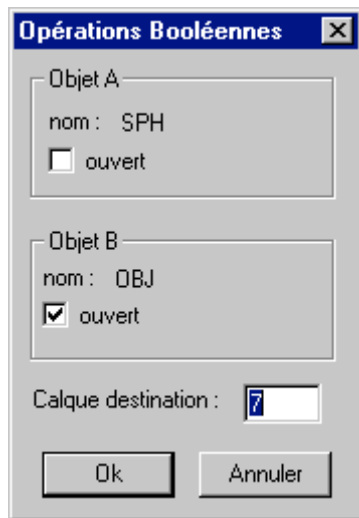 Opérations Booléennes
Objet A
nom : SPH
ouvert
Objet B
nom : OBJ
ouvert
Calque destination : 7
Ok Annuler